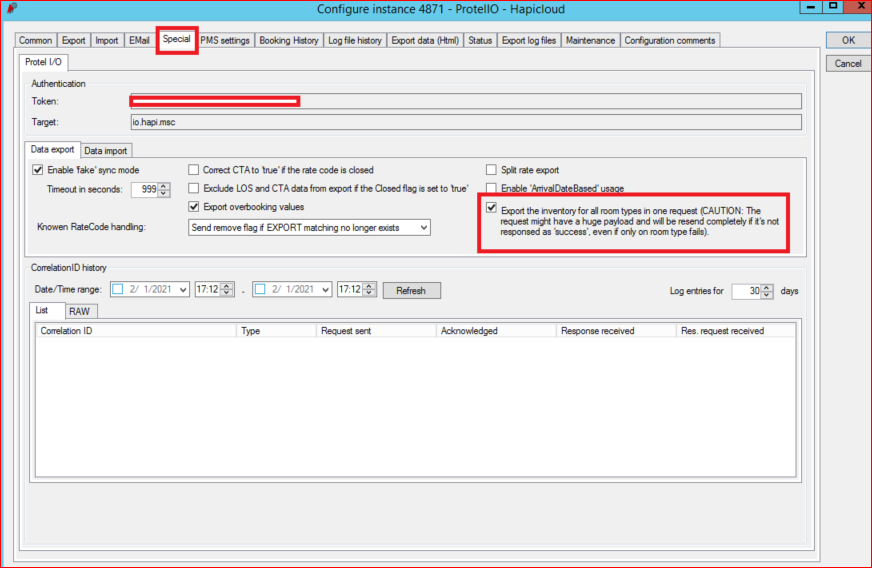 Configure instance 4871 - ProtelIO - Hapicloud
Common Export Import EMail Special PMS settings Booking History Log file history Export data (Html) Status Export log files Maintenance Configuration comments
OK
Cancel
Protel I/O
Authentication
Token:
Target: io.hapi.msc
Data export Data import
Enable 'fake' sync mode
Correct CTA to 'true' if the rate code is closed
Split rate export
Timeout in seconds: 999
Exclude LOS and CTA data from export if the Closed flag is set to 'true'
Enable 'ArrivalDateBased' usage
Export overbooking values
Export the inventory for all room types in one request (CAUTION: The
request might have a huge payload and will be resend completely if it's not
responsed as 'success', even if only on room type fails).
Knowen RateCode handling: Send remove flag if EXPORT matching no longer exists
CorrelationID history
Date/Time range: 2/ 1/2021 17:12 - 2/ 1/2021 17:12 Refresh
Log entries for 30 days
List RAW
Correlation ID Type Request sent Acknowledged Response received Res. request received